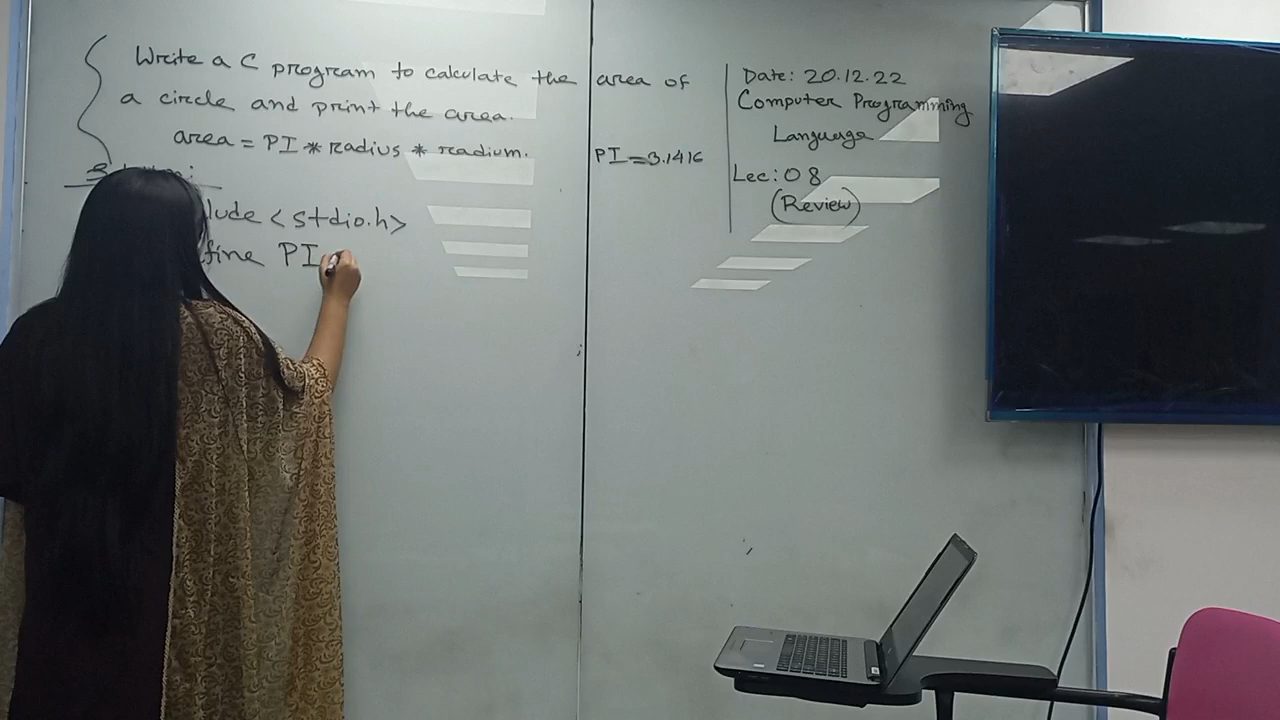 Write a C program to calculate the area of
a circle and print the area.
area = PI * radius * radium.
PI = 3.1416
lude <stdio.h>
fine PI
Date: 20.12.22
Computer Programming
Language
Lec: 08
(Review)